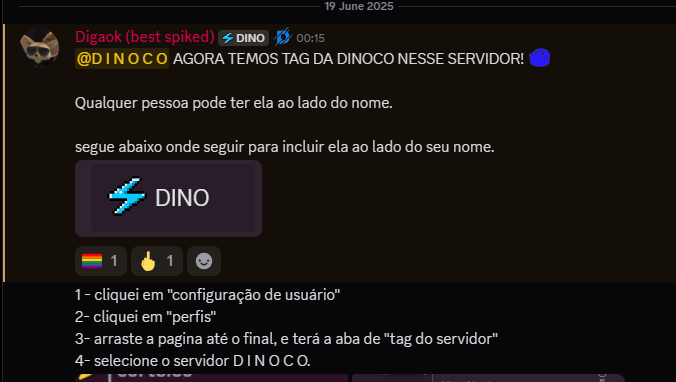 19 June 2025
Digaok (best spiked) DINO 00:15
@D I N O C O AGORA TEMOS TAG DA DINOCO NESSE SERVIDOR!
Qualquer pessoa pode ter ela ao lado do nome.
segue abaixo onde seguir para incluir ela ao lado do seu nome.
DINO
1 1
1 - cliquei em "configuração de usuário"
2- cliquei em "perfis"
3- arraste a pagina até o final, e terá a aba de "tag do servidor"
4- selecione o servidor D I N O C O.